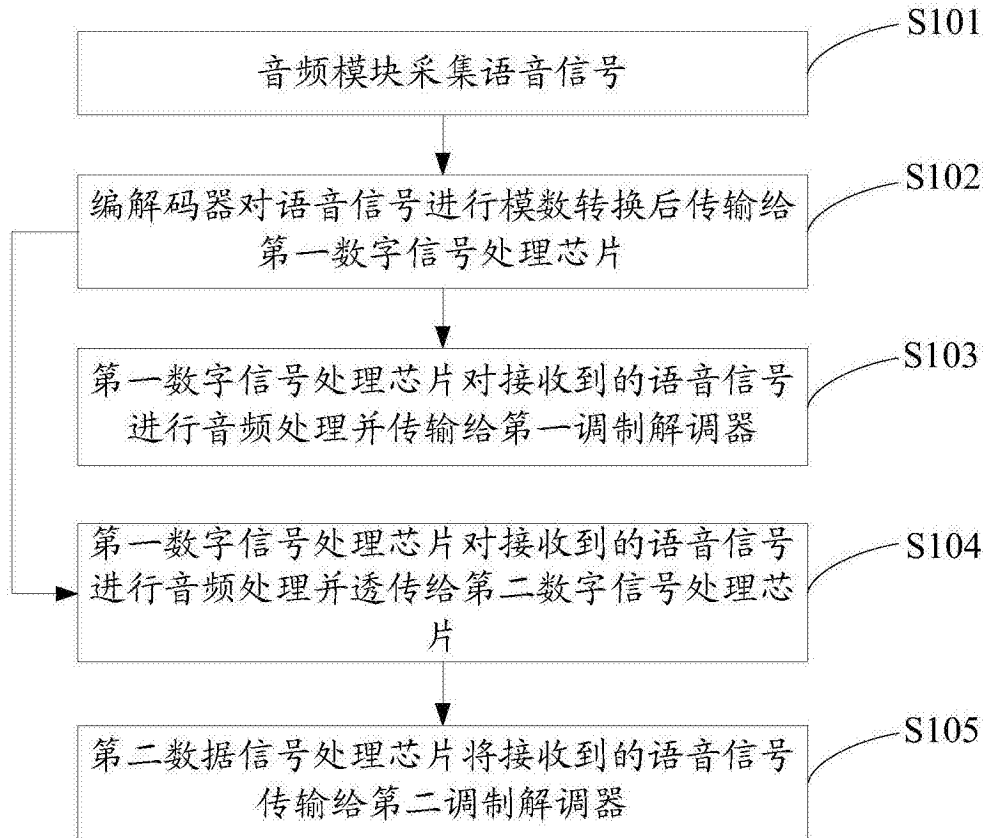 S101
音频模块采集语音信号
S102
编解码器对语音信号进行模数转换后传输给
第一数字信号处理芯片
S103
第一数字信号处理芯片对接收到的语音信号
进行音频处理并传输给第一调制解调器
S104
第一数字信号处理芯片对接收到的语音信号
进行音频处理并透传给第二数字信号处理芯
片
S105
第二数据信号处理芯片将接收到的语音信号
传输给第二调制解调器